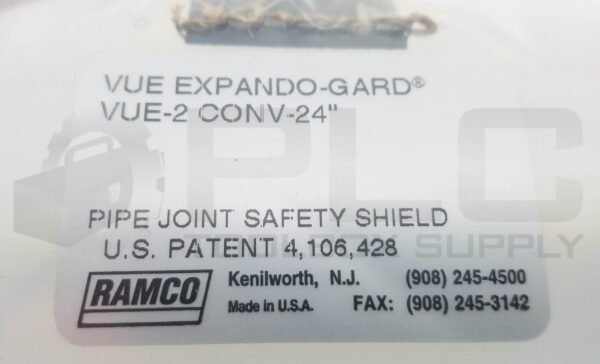 VUE EXPANDO-GARD®
VUE-2 CONV-24"
PLC
SUPPLY
PIPE JOINT SAFETY SHIELD
U.S. PATENT 4,106,428
RAMCO
Kenilworth, N.J. (908) 245-4500
Made in U.S.A. FAX: (908) 245-3142